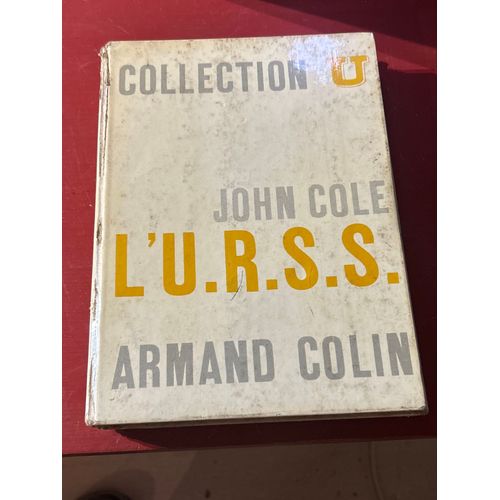 COLLECTION U
JOHN COLE
L'U.R.S.S.
ARMAND COLIN